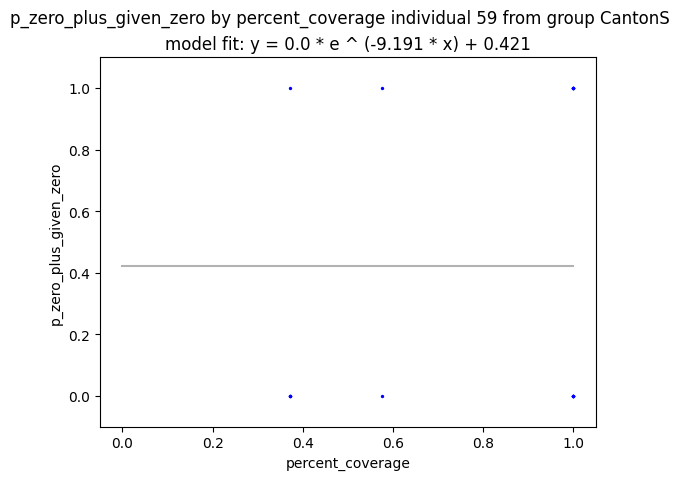 p_zero_plus_given_zero by percent_coverage individual 59 from group CantonS
model fit: y = 0.0 * e ^ (-9.191 * x) + 0.421
1.0
0.8
0.6
0.4
0.2
0.0
p_zero_plus_given_zero
0.0 0.2 0.4 0.6 0.8 1.0
percent_coverage